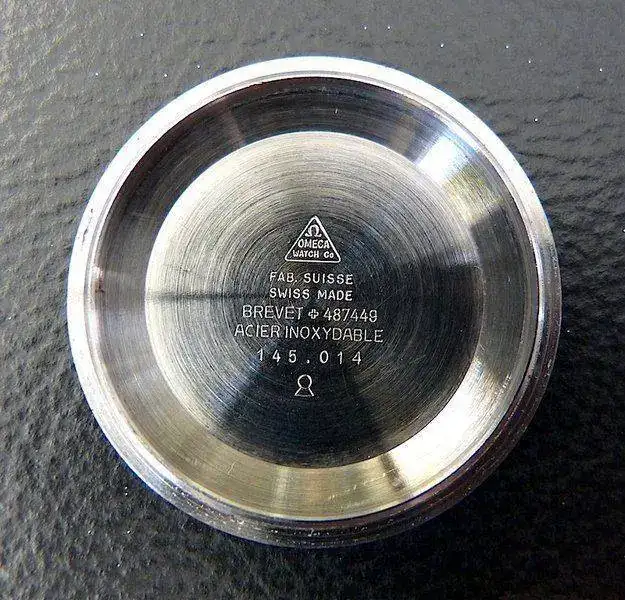 Ω
OMEGA
WATCH Co
FAB. SUISSE
SWISS MADE
BREVET ✚ 487449
ACIER INOXYDABLE
145.014